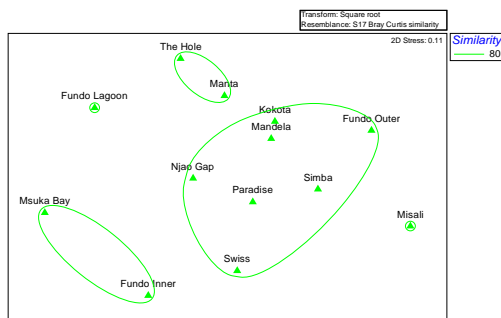 Transform: Square root
Resemblance: S17 Bray Curtis similarity
2D Stress: 0.11
Similarity
80
The Hole
Manta
Fundo Lagoon
Kokota
Mandela
Fundo Outer
Njao Gap
Simba
Paradise
Msuka Bay
Misali
Swiss
Fundo Inner